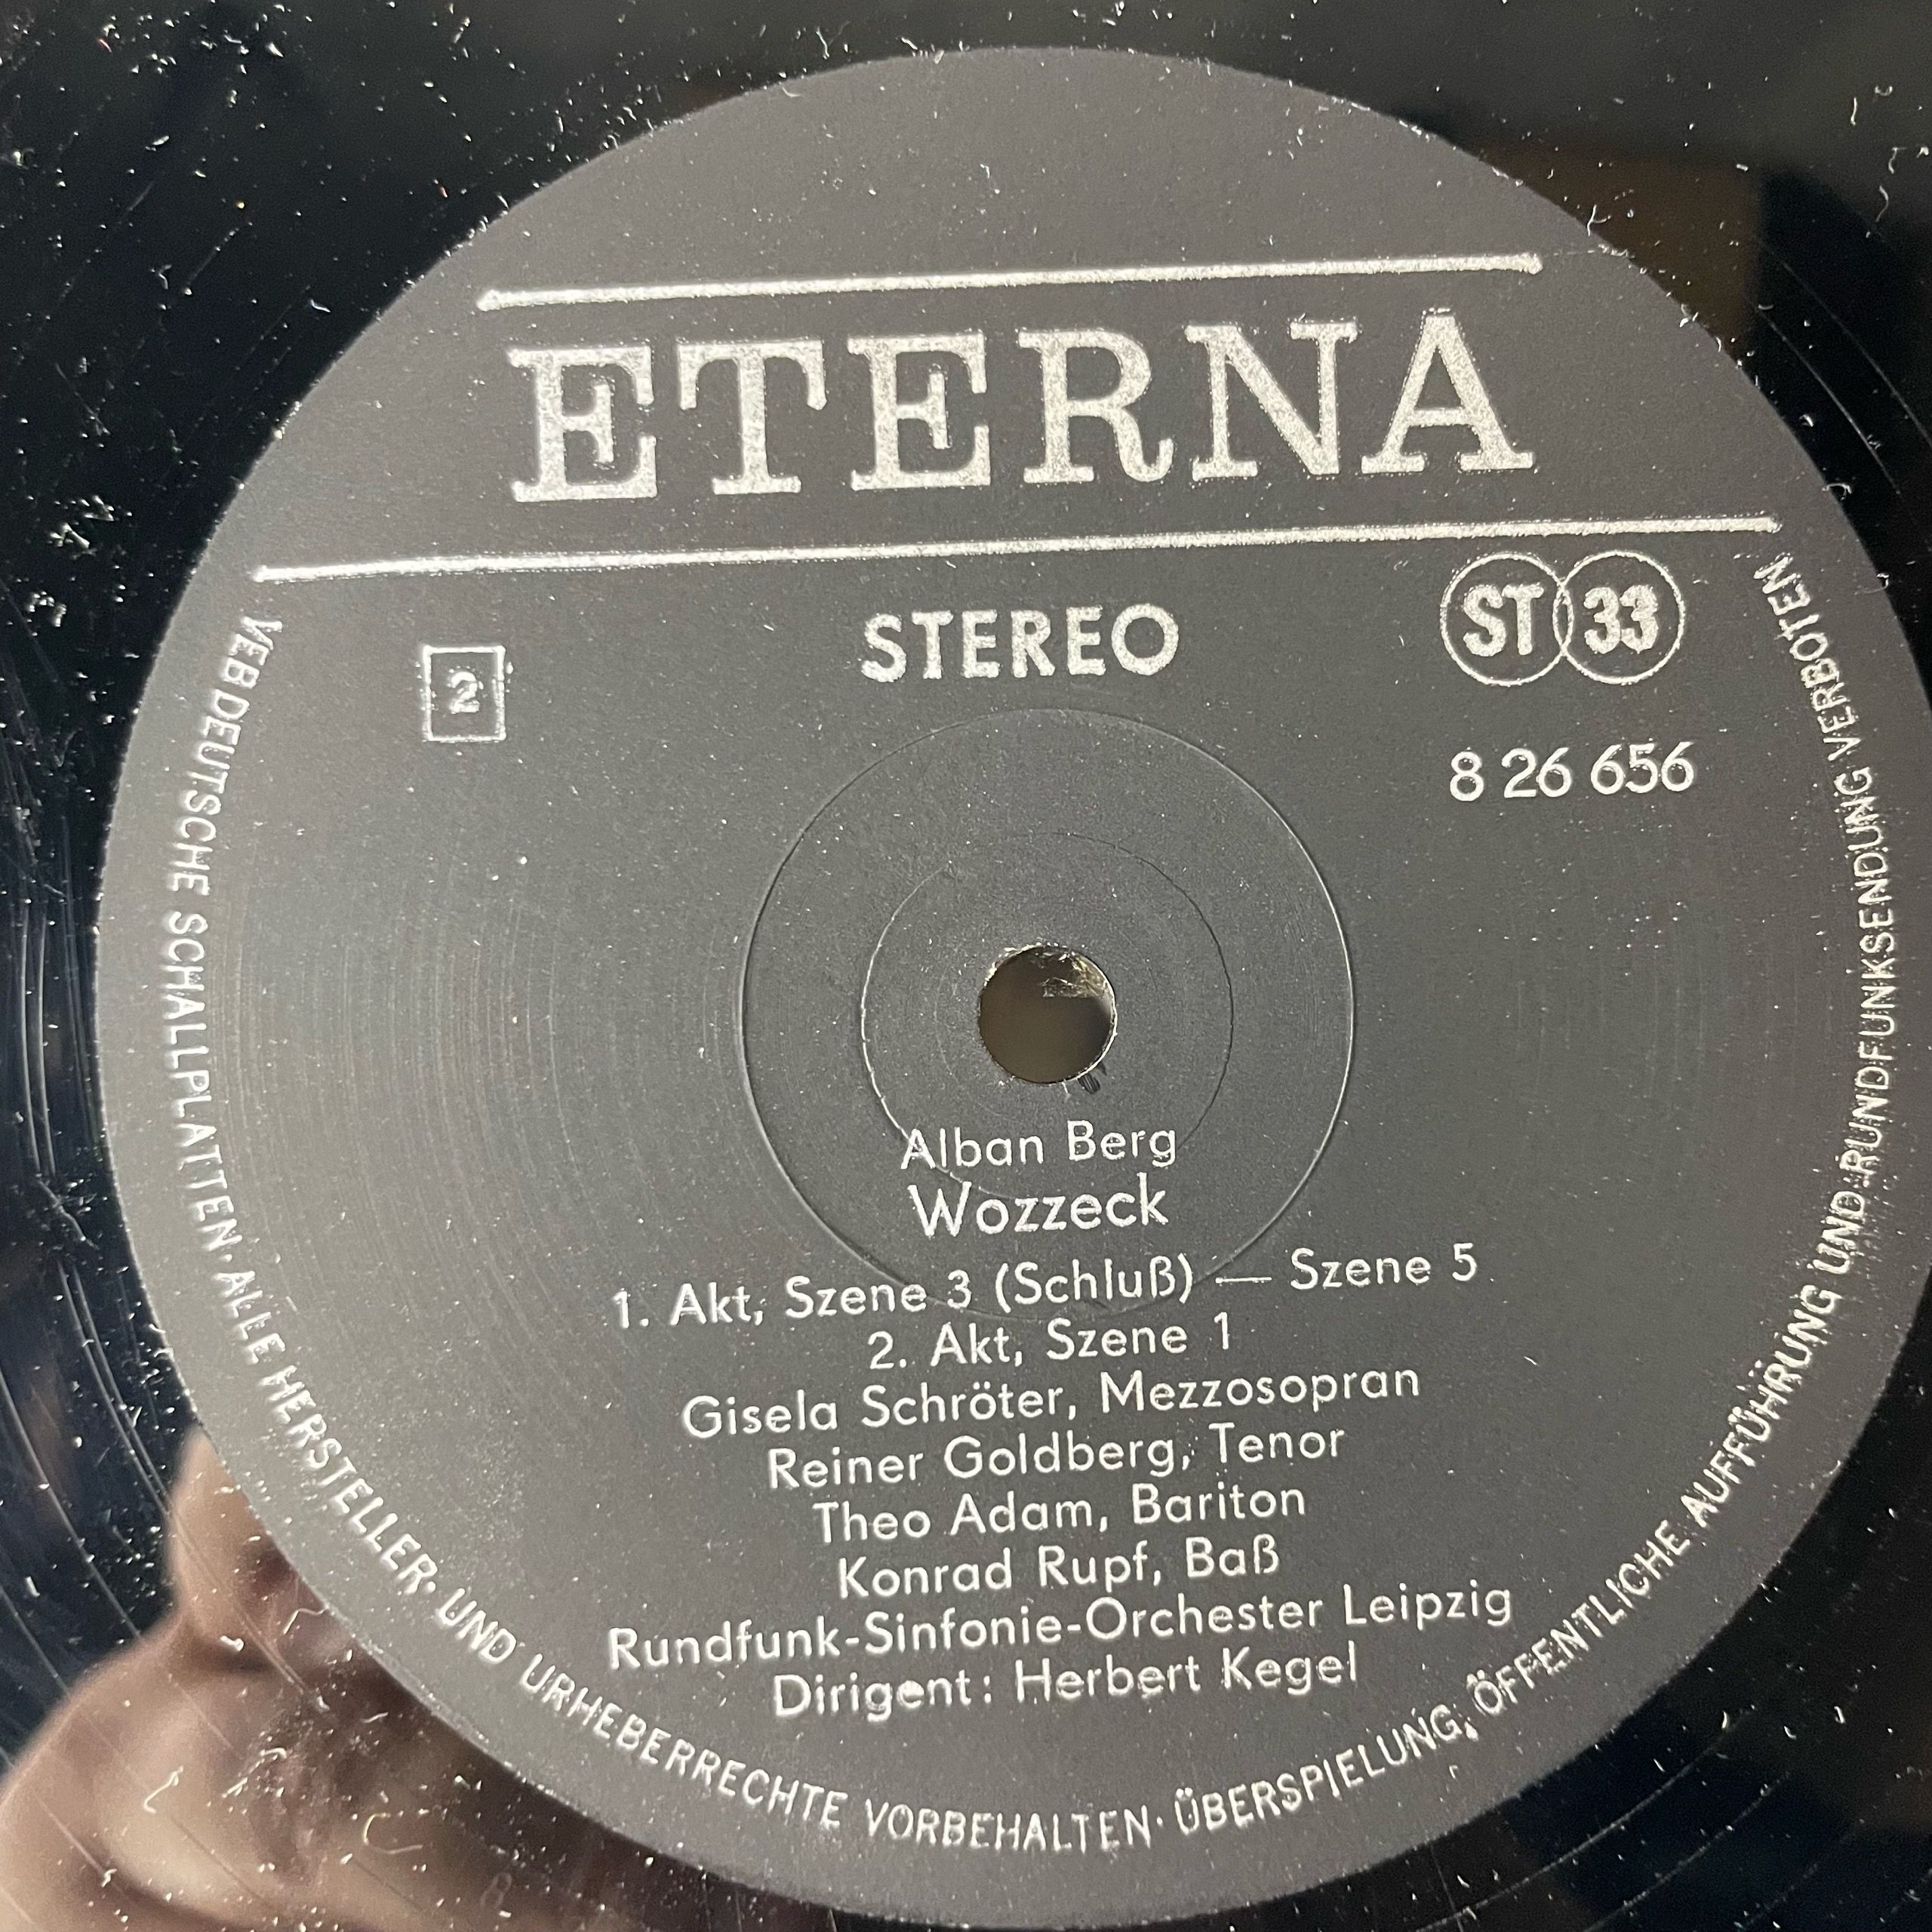 ETERNA
STEREO
ST 33
2
8 26 656
Alban Berg
Wozzeck
1. Akt, Szene 3 (Schluß) — Szene 5
2. Akt, Szene 1
Gisela Schröter, Mezzosopran
Reiner Goldberg, Tenor
Theo Adam, Bariton
Konrad Rupf, Baß
Rundfunk-Sinfonie-Orchester Leipzig
Dirigent: Herbert Kegel
VEB DEUTSCHE SCHALLPLATTEN · ALLE HERSTELLER- UND URHEBERRECHTE VORBEHALTEN · ÜBERSPIELUNG, ÖFFENTLICHE AUFFÜHRUNG UND RUNDFUNKSENDUNG VERBOTEN